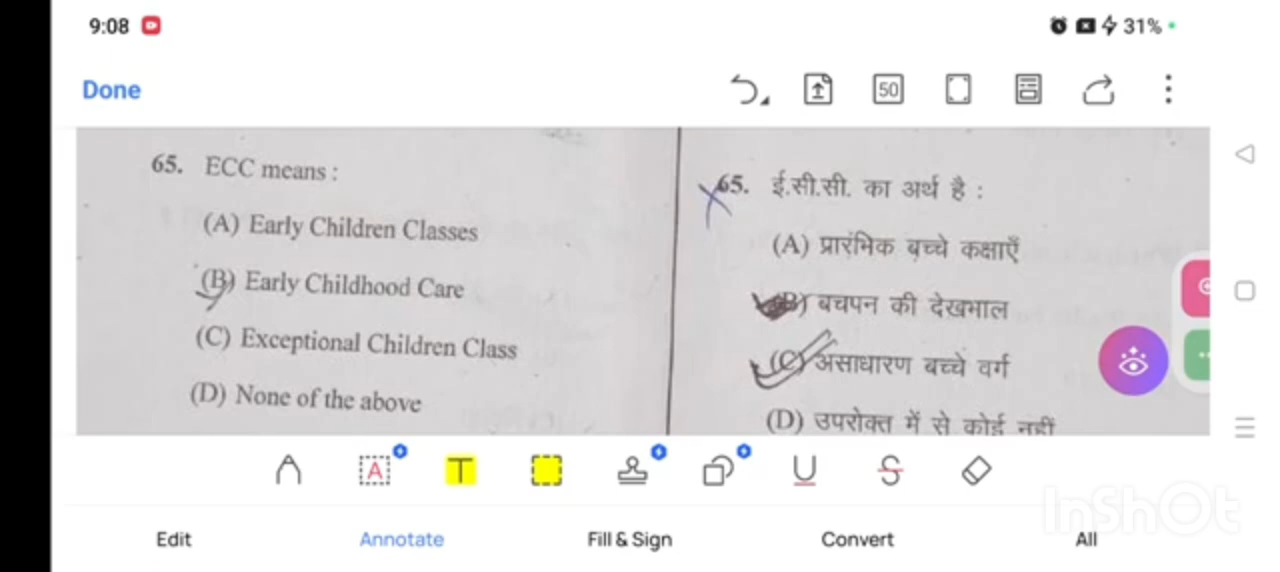 9:08
31%
Done
50
65. ECC means :
(A) Early Children Classes
(B) Early Childhood Care
(C) Exceptional Children Class
(D) None of the above
65. ई.सी.सी. का अर्थ है :
(A) प्रारंभिक बच्चे कक्षाएँ
(B) बचपन की देखभाल
(C) असाधारण बच्चे वर्ग
(D) उपरोक्त में से कोई नहीं
A
T
U
S
Edit
Annotate
Fill & Sign
Convert
All
InShOt